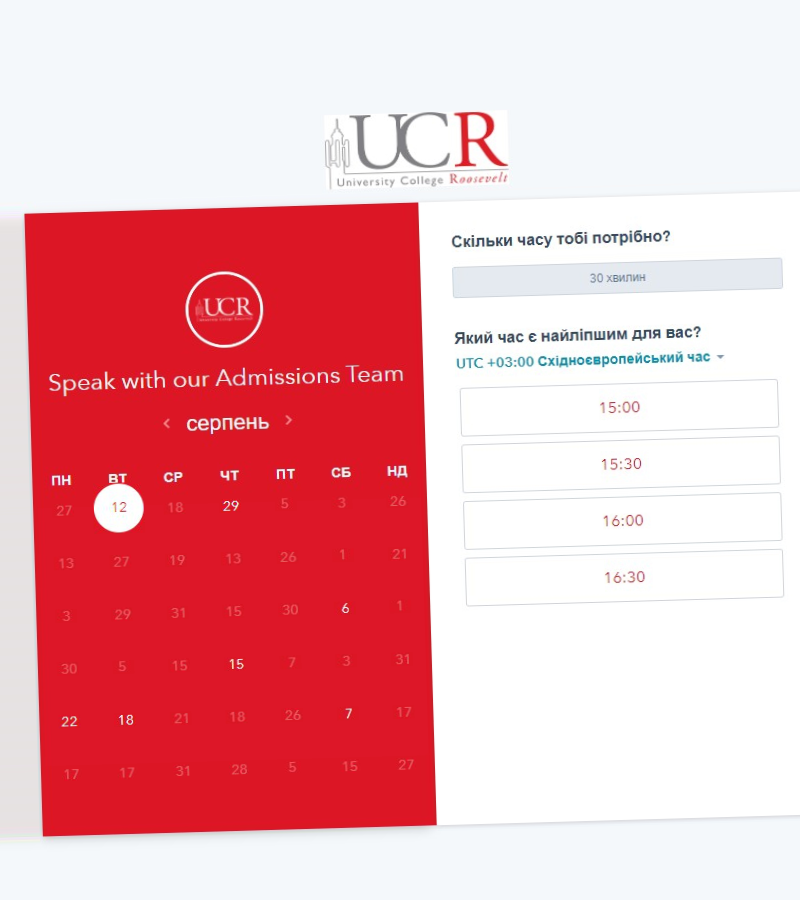 UCR
University College Roosevelt
UCR
Speak with our Admissions Team
серпень
ПН ВТ СР ЧТ ПТ СБ НД
27 12 18 29 5 3 26
13 27 19 13 26 1 21
3 29 31 15 30 6 1
30 5 15 15 7 3 31
22 18 21 18 26 7 17
17 17 31 28 5 15 27
Скільки часу тобі потрібно?
30 хвилин
Який час є найліпшим для вас?
UTC +03:00 Східноєвропейський час
15:00
15:30
16:00
16:30